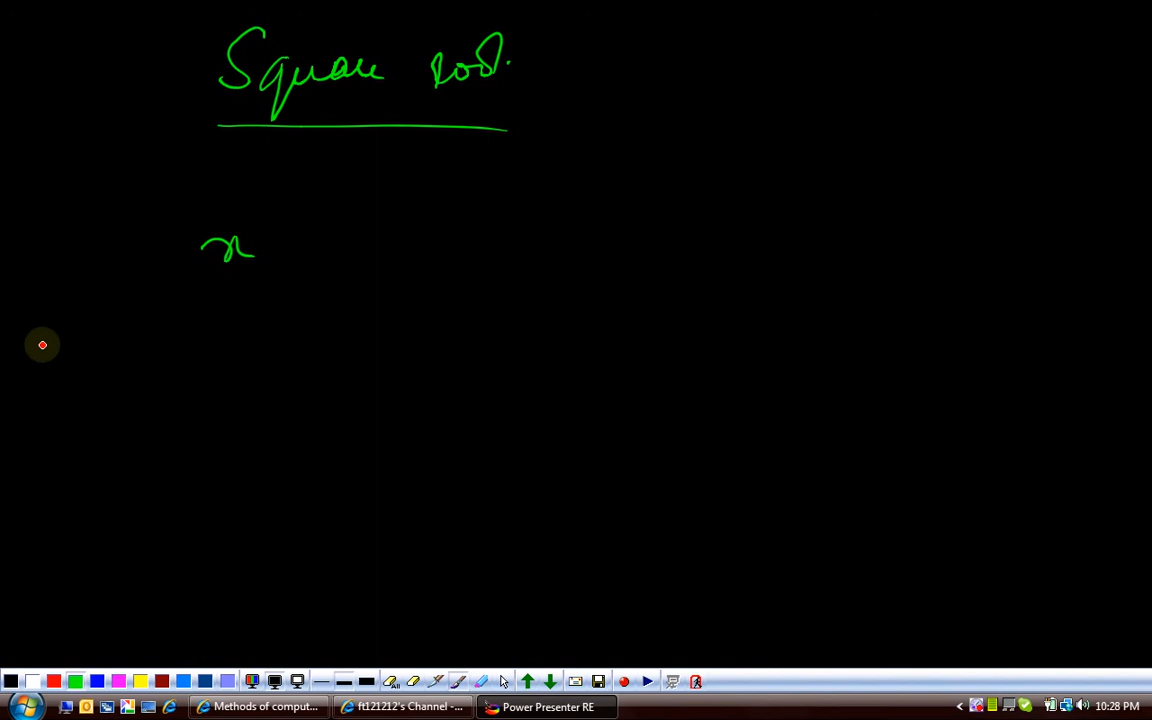 Square root.
x
Methods of comput...
ft121212's Channel -...
Power Presenter RE
10:28 PM